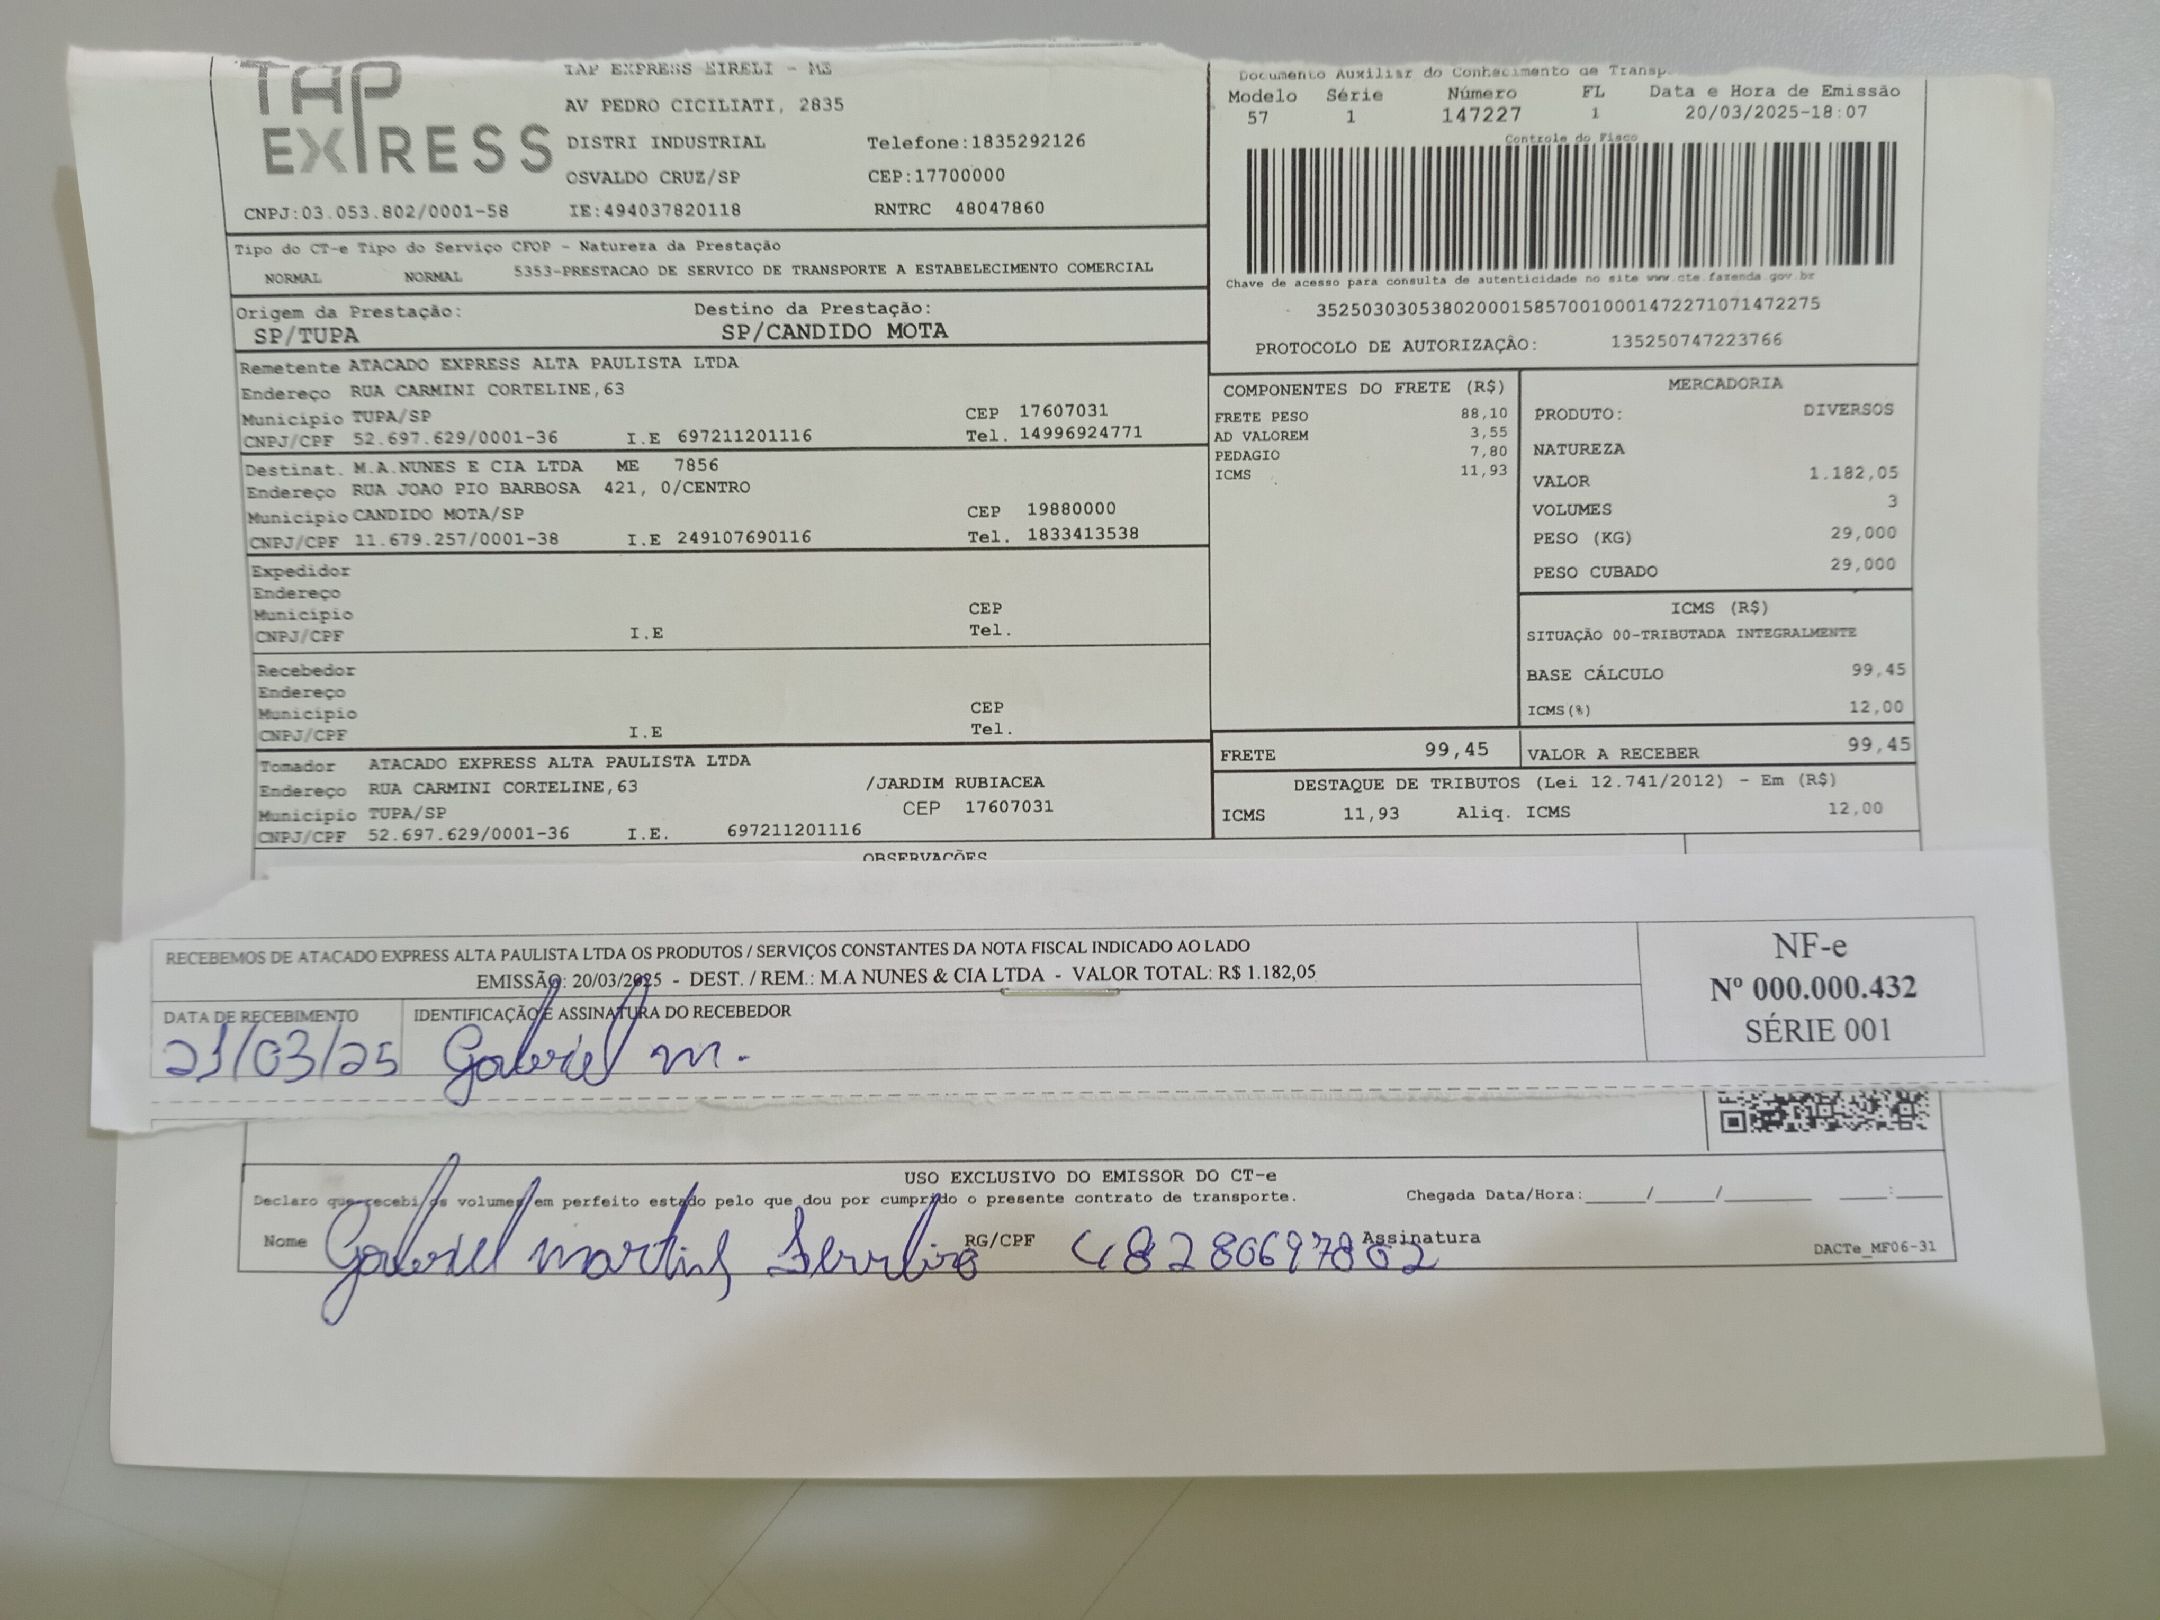 TAP
EXPRESS
TAP EXPRESS EIRELI - ME
AV PEDRO CICILIATI, 2835
DISTRI INDUSTRIAL Telefone:1835292126
OSVALDO CRUZ/SP CEP:17700000
CNPJ:03.053.802/0001-58 IE:494037820118 RNTRC 48047860
Documento Auxiliar do Conhecimento de Transp
Modelo Série Número FL Data e Hora de Emissão
57 1 147227 1 20/03/2025-18:07
Controle do Fisco
Chave de acesso para consulta de autenticidade no site www.cte.fazenda.gov.br
35250303053802000158570010001472271071472275
PROTOCOLO DE AUTORIZAÇÃO: 135250747223766
Tipo do CT-e Tipo do Serviço CFOP - Natureza da Prestação
NORMAL NORMAL 5353-PRESTACAO DE SERVICO DE TRANSPORTE A ESTABELECIMENTO COMERCIAL
Origem da Prestação: Destino da Prestação:
SP/TUPA SP/CANDIDO MOTA
Remetente ATACADO EXPRESS ALTA PAULISTA LTDA
Endereço RUA CARMINI CORTELINE,63
Município TUPA/SP CEP 17607031
CNPJ/CPF 52.697.629/0001-36 I.E 697211201116 Tel. 14996924771
Destinat. M.A.NUNES E CIA LTDA ME 7856
Endereço RUA JOAO PIO BARBOSA 421, 0/CENTRO
Município CANDIDO MOTA/SP CEP 19880000
CNPJ/CPF 11.679.257/0001-38 I.E 249107690116 Tel. 1833413538
Expedidor
Endereço
Município CEP
CNPJ/CPF I.E Tel.
Recebedor
Endereço
Município CEP
CNPJ/CPF I.E Tel.
Tomador ATACADO EXPRESS ALTA PAULISTA LTDA
Endereço RUA CARMINI CORTELINE,63 /JARDIM RUBIACEA
Município TUPA/SP CEP 17607031
CNPJ/CPF 52.697.629/0001-36 I.E. 697211201116
COMPONENTES DO FRETE (R$)
FRETE PESO 88,10
AD VALOREM 3,55
PEDAGIO 7,80
ICMS 11,93
MERCADORIA
PRODUTO: DIVERSOS
NATUREZA
VALOR 1.182,05
VOLUMES 3
PESO (KG) 29,000
PESO CUBADO 29,000
ICMS (R$)
SITUAÇÃO 00-TRIBUTADA INTEGRALMENTE
BASE CÁLCULO 99,45
ICMS(%) 12,00
FRETE 99,45 VALOR A RECEBER 99,45
DESTAQUE DE TRIBUTOS (Lei 12.741/2012) - Em (R$)
ICMS 11,93 Aliq. ICMS 12,00
OBSERVAÇÕES
RECEBEMOS DE ATACADO EXPRESS ALTA PAULISTA LTDA OS PRODUTOS / SERVIÇOS CONSTANTES DA NOTA FISCAL INDICADO AO LADO
EMISSÃO: 20/03/2025 - DEST. / REM.: M.A NUNES & CIA LTDA - VALOR TOTAL: R$ 1.182,05
DATA DE RECEBIMENTO IDENTIFICAÇÃO E ASSINATURA DO RECEBEDOR
21/03/25 Gabriel m.
NF-e
Nº 000.000.432
SÉRIE 001
USO EXCLUSIVO DO EMISSOR DO CT-e
Declaro que recebi os volumes em perfeito estado pelo que dou por cumprido o presente contrato de transporte. Chegada Data/Hora:_____/_____/_______ ____:____
Nome Gabriel martins RG/CPF 48280697802 Assinatura
DACTe_MF06-31